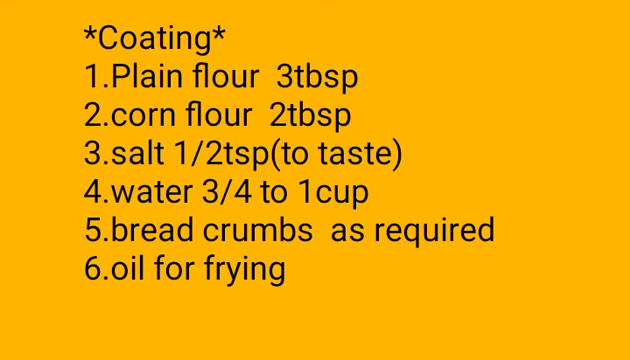 *Coating*
1.Plain flour  3tbsp
2.corn flour  2tbsp
3.salt 1/2tsp(to taste)
4.water 3/4 to 1cup
5.bread crumbs  as required
6.oil for frying